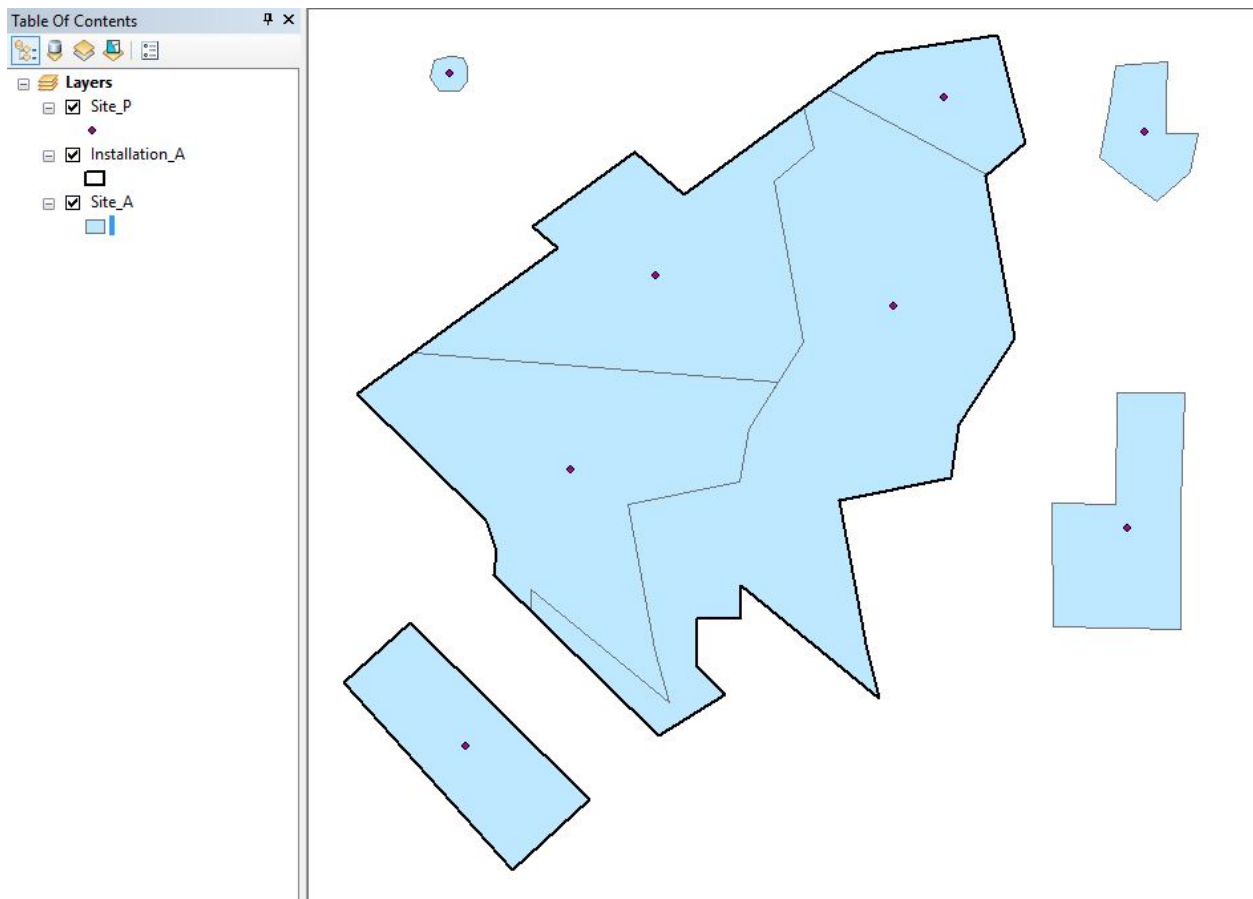 Table Of Contents
Layers
Site_P
Installation_A
Site_A